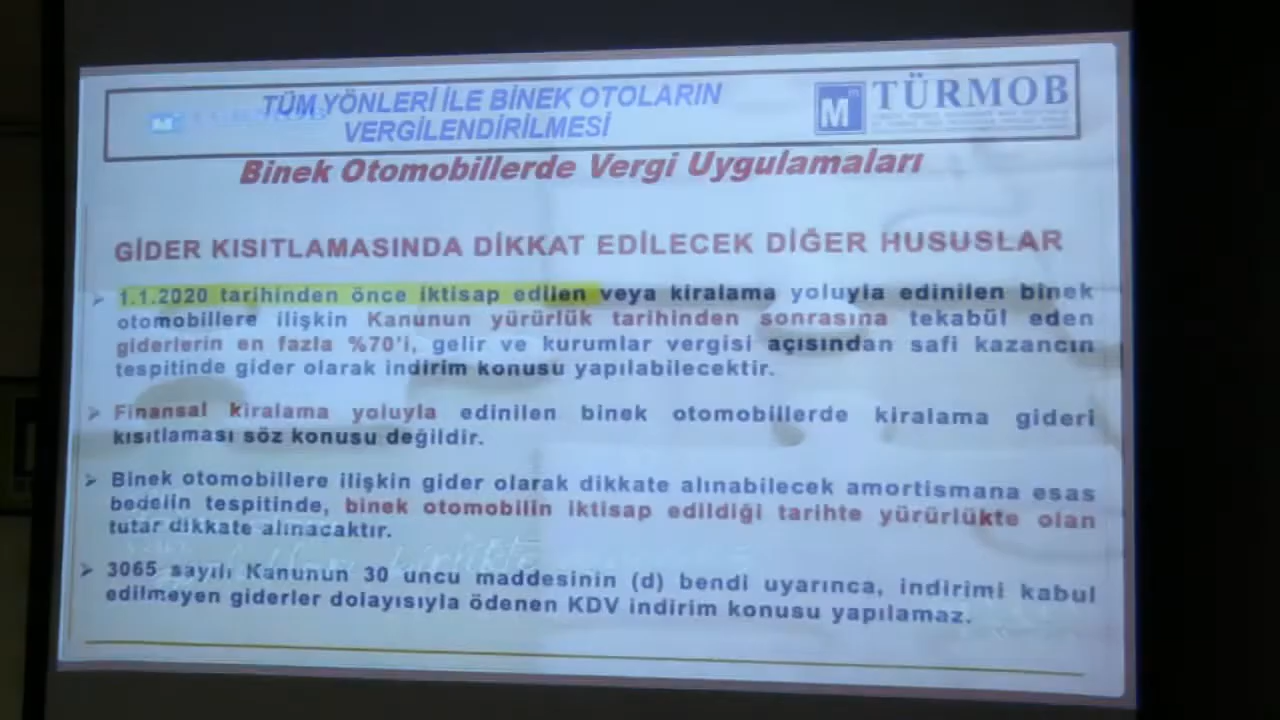 TÜM YÖNLERİ İLE BİNEK OTOLARIN
VERGİLENDİRİLMESİ
TÜRMOB
Binek Otomobillerde Vergi Uygulamaları
GİDER KISITLAMASINDA DİKKAT EDİLECEK DİĞER HUSUSLAR
➢ 1.1.2020 tarihinden önce iktisap edilen veya kiralama yoluyla edinilen binek
otomobillere ilişkin Kanunun yürürlük tarihinden sonrasına tekabül eden
giderlerin en fazla %70'i, gelir ve kurumlar vergisi açısından safi kazancın
tespitinde gider olarak indirim konusu yapılabilecektir.
➢ Finansal kiralama yoluyla edinilen binek otomobillerde kiralama gideri
kısıtlaması söz konusu değildir.
➢ Binek otomobillere ilişkin gider olarak dikkate alınabilecek amortismana esas
bedelin tespitinde, binek otomobilin iktisap edildiği tarihte yürürlükte olan
tutar dikkate alınacaktır.
➢ 3065 sayılı Kanunun 30 uncu maddesinin (d) bendi uyarınca, indirimi kabul
edilmeyen giderler dolayısıyla ödenen KDV indirim konusu yapılamaz.